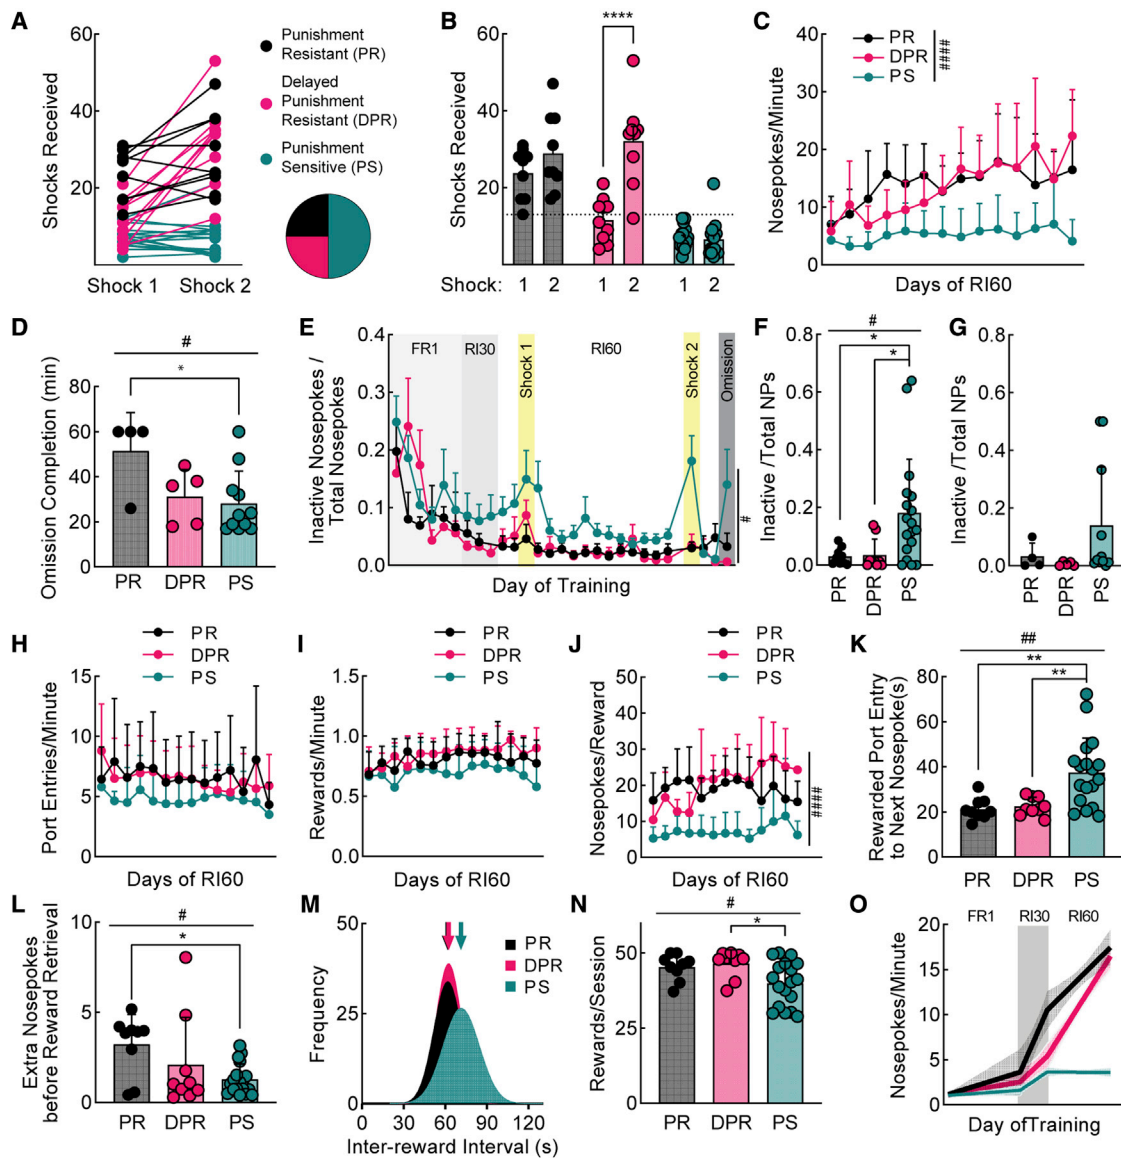 A
Shocks Received
60
40
20
Shock 1
Shock 2
Punishment
Resistant (PR)
Delayed
Punishment
Resistant (DPR)
Punishment
Sensitive (PS)
B
Shocks Received
60
40
20
****
Shock:
1
2
1
2
1
2
C
Nosepokes/Minute
40
30
20
10
0
PR
DPR
PS
####
Days of RI60
D
Omission Completion (min)
80
60
40
20
0
#
*
PR
DPR
PS
E
Inactive Nosepokes /
Total Nosepokes
0.4
0.3
0.2
0.1
0.0
FR1
RI30
Shock 1
RI60
Shock 2
Omission
#
Day of Training
F
Inactive /Total NPs
0.8
0.6
0.4
0.2
0.0
#
*
*
PR
DPR
PS
G
Inactive /Total NPs
0.8
0.6
0.4
0.2
0.0
PR
DPR
PS
H
Port Entries/Minute
15
10
5
0
PR
DPR
PS
Days of RI60
I
Rewards/Minute
1.5
1.0
0.5
0.0
PR
DPR
PS
Days of RI60
J
Nosepokes/Reward
50
40
30
20
10
0
PR
DPR
PS
####
Days of RI60
K
Rewarded Port Entry
to Next Nosepoke(s)
80
60
40
20
0
##
**
**
PR
DPR
PS
L
Extra Nosepokes
before Reward Retrieval
10
5
0
#
*
PR
DPR
PS
M
Frequency
50
25
0
PR
DPR
PS
0
30
60
90
120
Inter-reward Interval (s)
N
Rewards/Session
50
25
0
#
*
PR
DPR
PS
O
Nosepokes/Minute
20
15
10
5
0
FR1
RI30
RI60
Day ofTraining